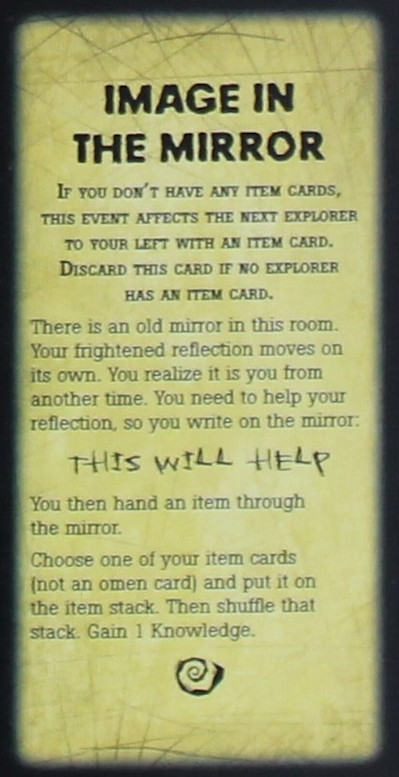 IMAGE IN
THE MIRROR
IF YOU DON'T HAVE ANY ITEM CARDS,
THIS EVENT AFFECTS THE NEXT EXPLORER
TO YOUR LEFT WITH AN ITEM CARD.
DISCARD THIS CARD IF NO EXPLORER
HAS AN ITEM CARD.
There is an old mirror in this room.
Your frightened reflection moves on
its own. You realize it is you from
another time. You need to help your
reflection, so you write on the mirror:
THIS WILL HELP
You then hand an item through
the mirror.
Choose one of your item cards
(not an omen card) and put it on
the item stack. Then shuffle that
stack. Gain 1 Knowledge.